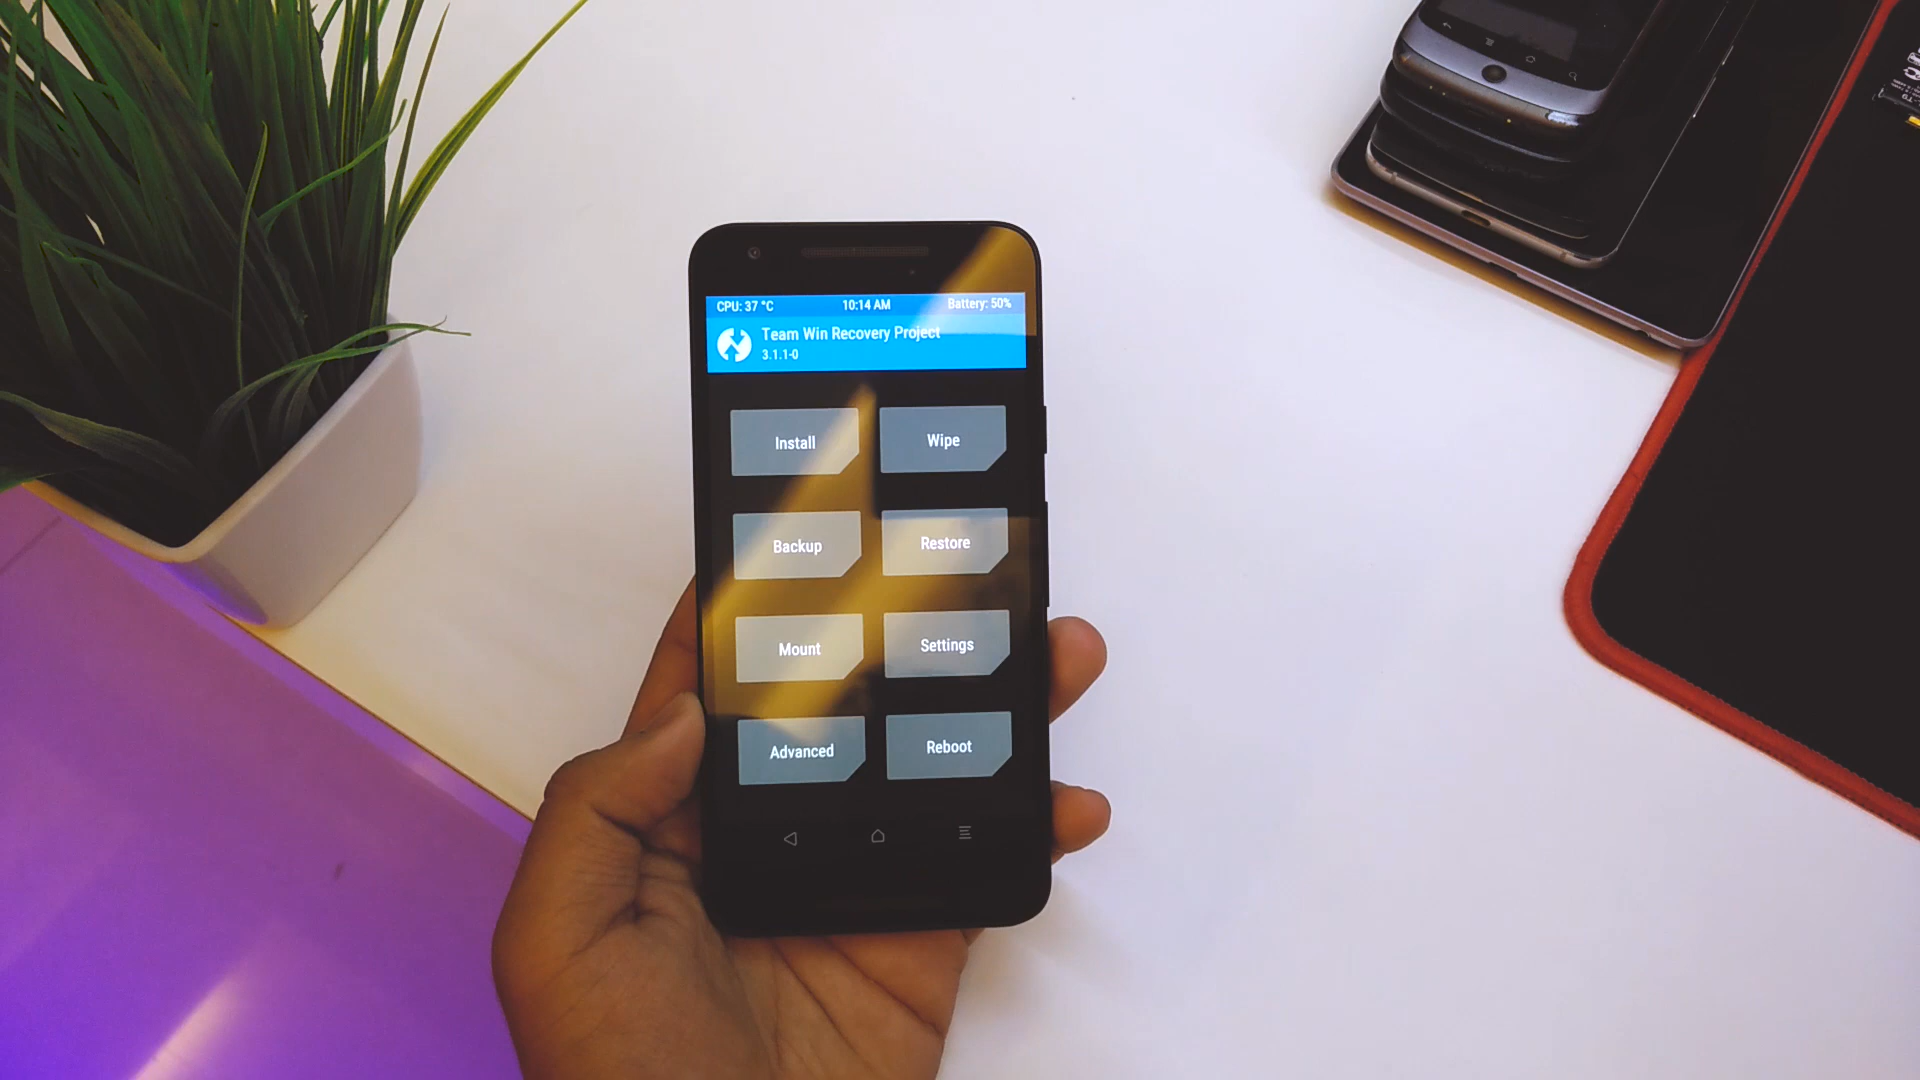 CPU: 37 °C 10:14 AM Battery: 50%
Team Win Recovery Project
3.1.1-0
Install Wipe
Backup Restore
Mount Settings
Advanced Reboot